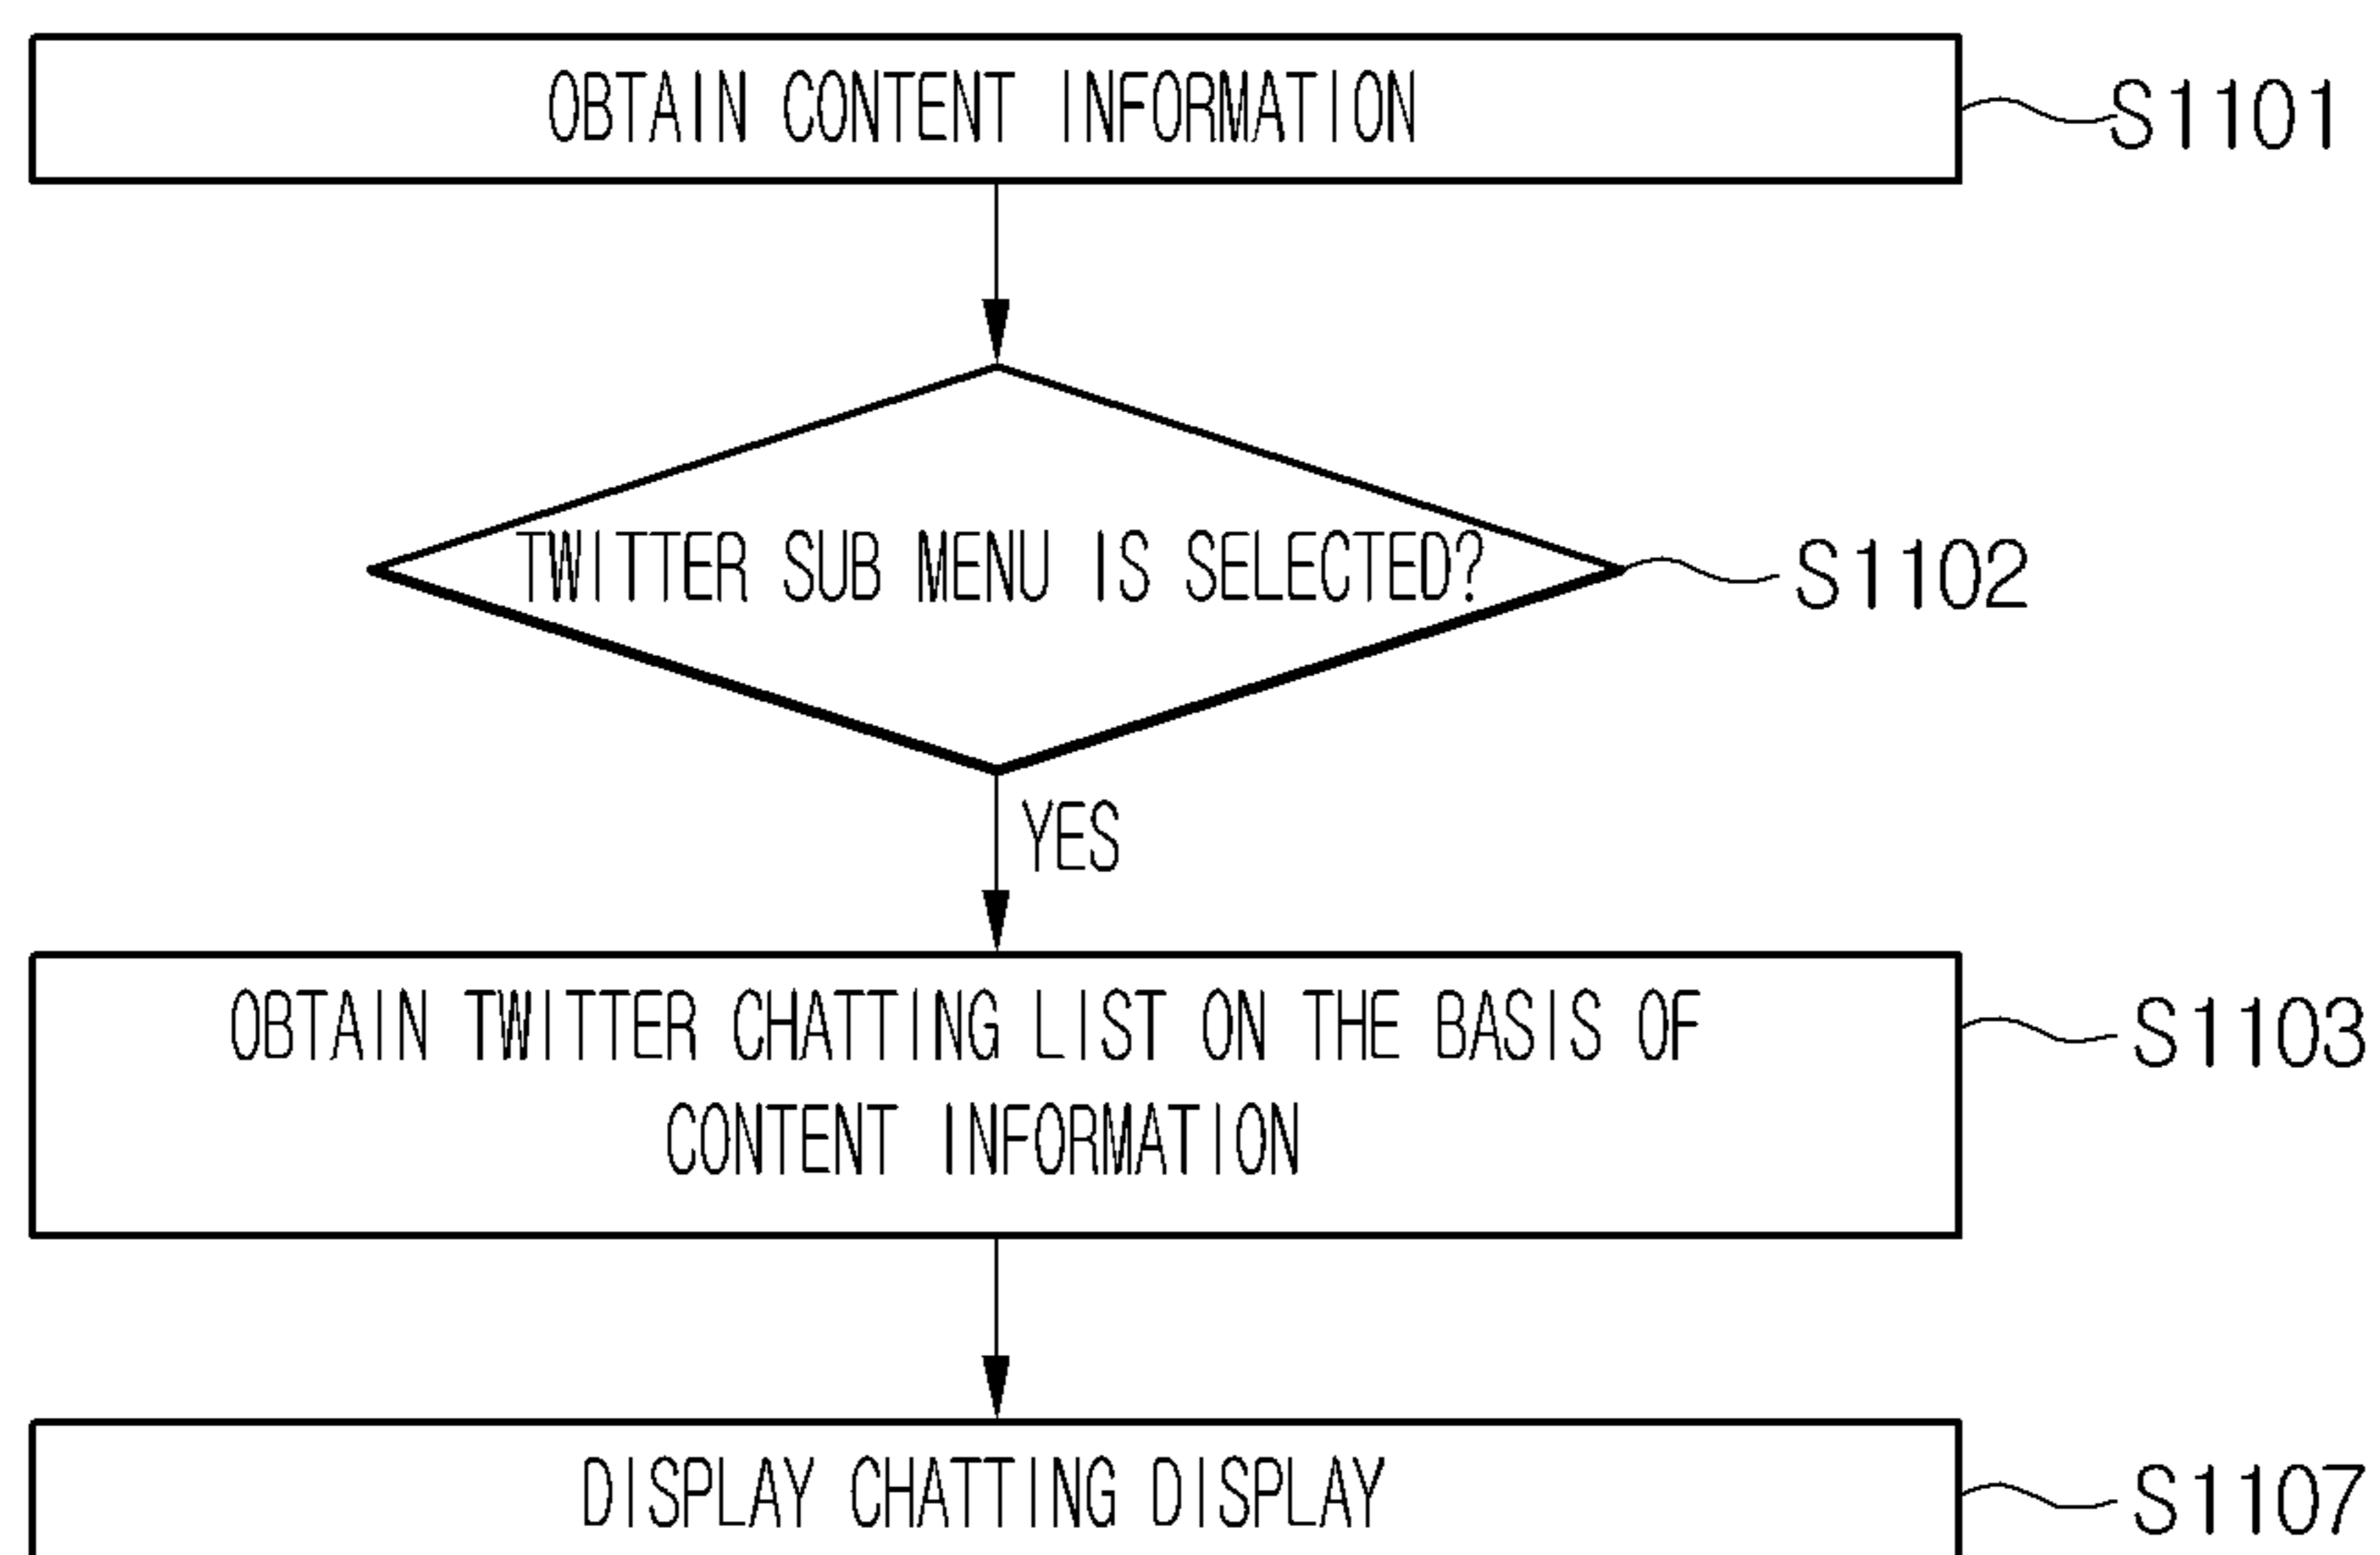 OBTAIN CONTENT INFORMATION
S1101
TWITTER SUB MENU IS SELECTED?
S1102
YES
OBTAIN TWITTER CHATTING LIST ON THE BASIS OF
CONTENT INFORMATION
S1103
DISPLAY CHATTING DISPLAY
S1107